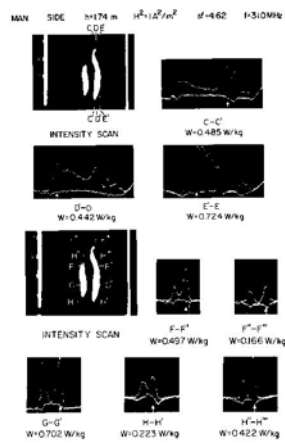 MAN SIDE h=1.74 m H²=1A²/m² sf=4.62 f=31.0MHz
C D E
C' D' E'
INTENSITY SCAN
C-C'
W=0.485 W/kg
D'-D
W=0.442 W/kg
E'-E
W=0.724 W/kg
INTENSITY SCAN
F-F'
W=0.497 W/kg
F''-F'''
W=0.166 W/kg
G-G'
W=0.702 W/kg
H-H'
W=0.223 W/kg
H''-H'''
W=0.422 W/kg